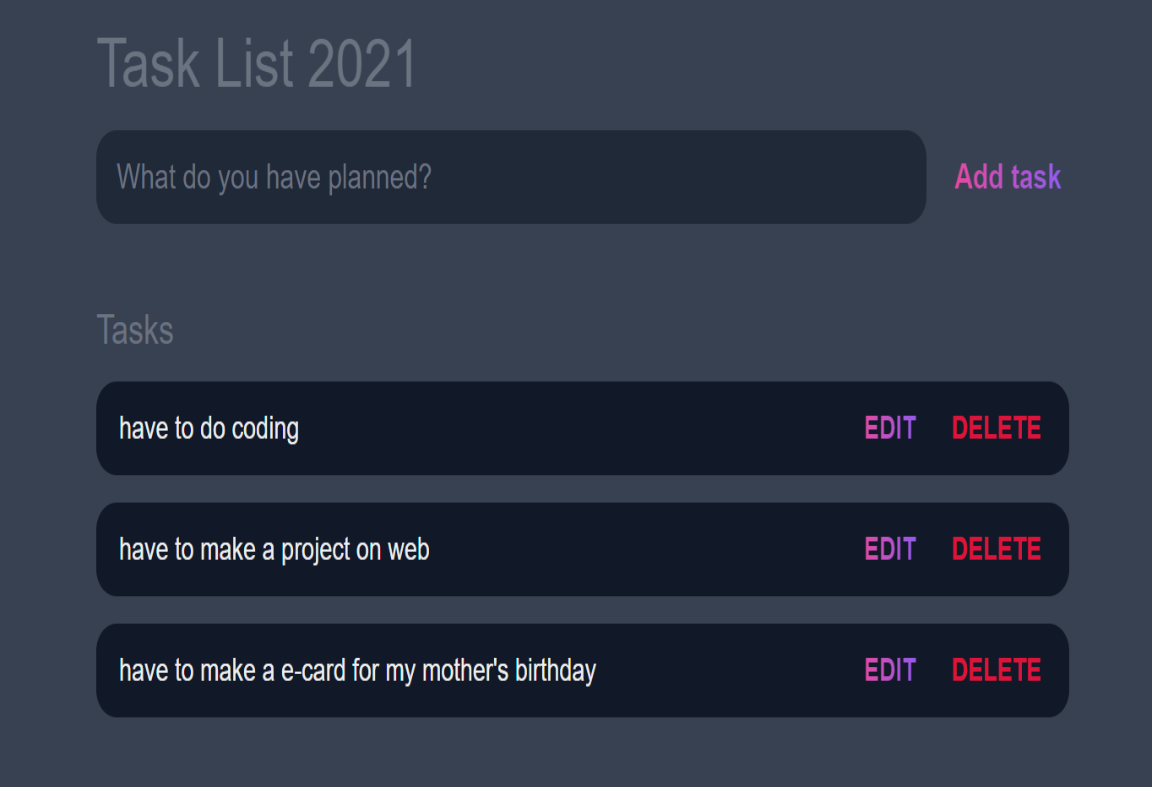 Task List 2021
What do you have planned? Add task
Tasks
have to do coding EDIT DELETE
have to make a project on web EDIT DELETE
have to make a e-card for my mother's birthday EDIT DELETE